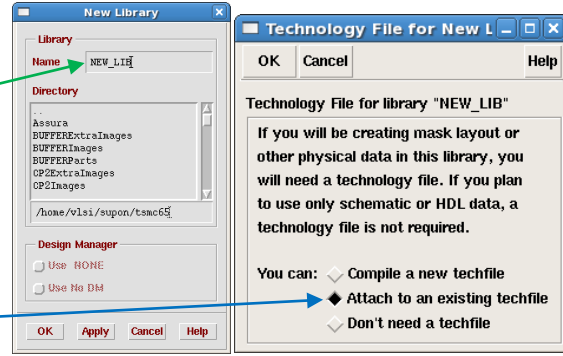 New Library
Library
Name NEW_LIB
Directory
..
Assura
BUFFERExtraImages
BUFFERImages
BUFFERParts
CP2ExtraImages
CP2Images
/home/vlsi/supon/tsmc65
Design Manager
Use NONE
Use No DM
OK Apply Cancel Help
Technology File for New L
OK Cancel Help
Technology File for library "NEW_LIB"
If you will be creating mask layout or
other physical data in this library, you
will need a technology file. If you plan
to use only schematic or HDL data, a
technology file is not required.
You can: Compile a new techfile
Attach to an existing techfile
Don't need a techfile